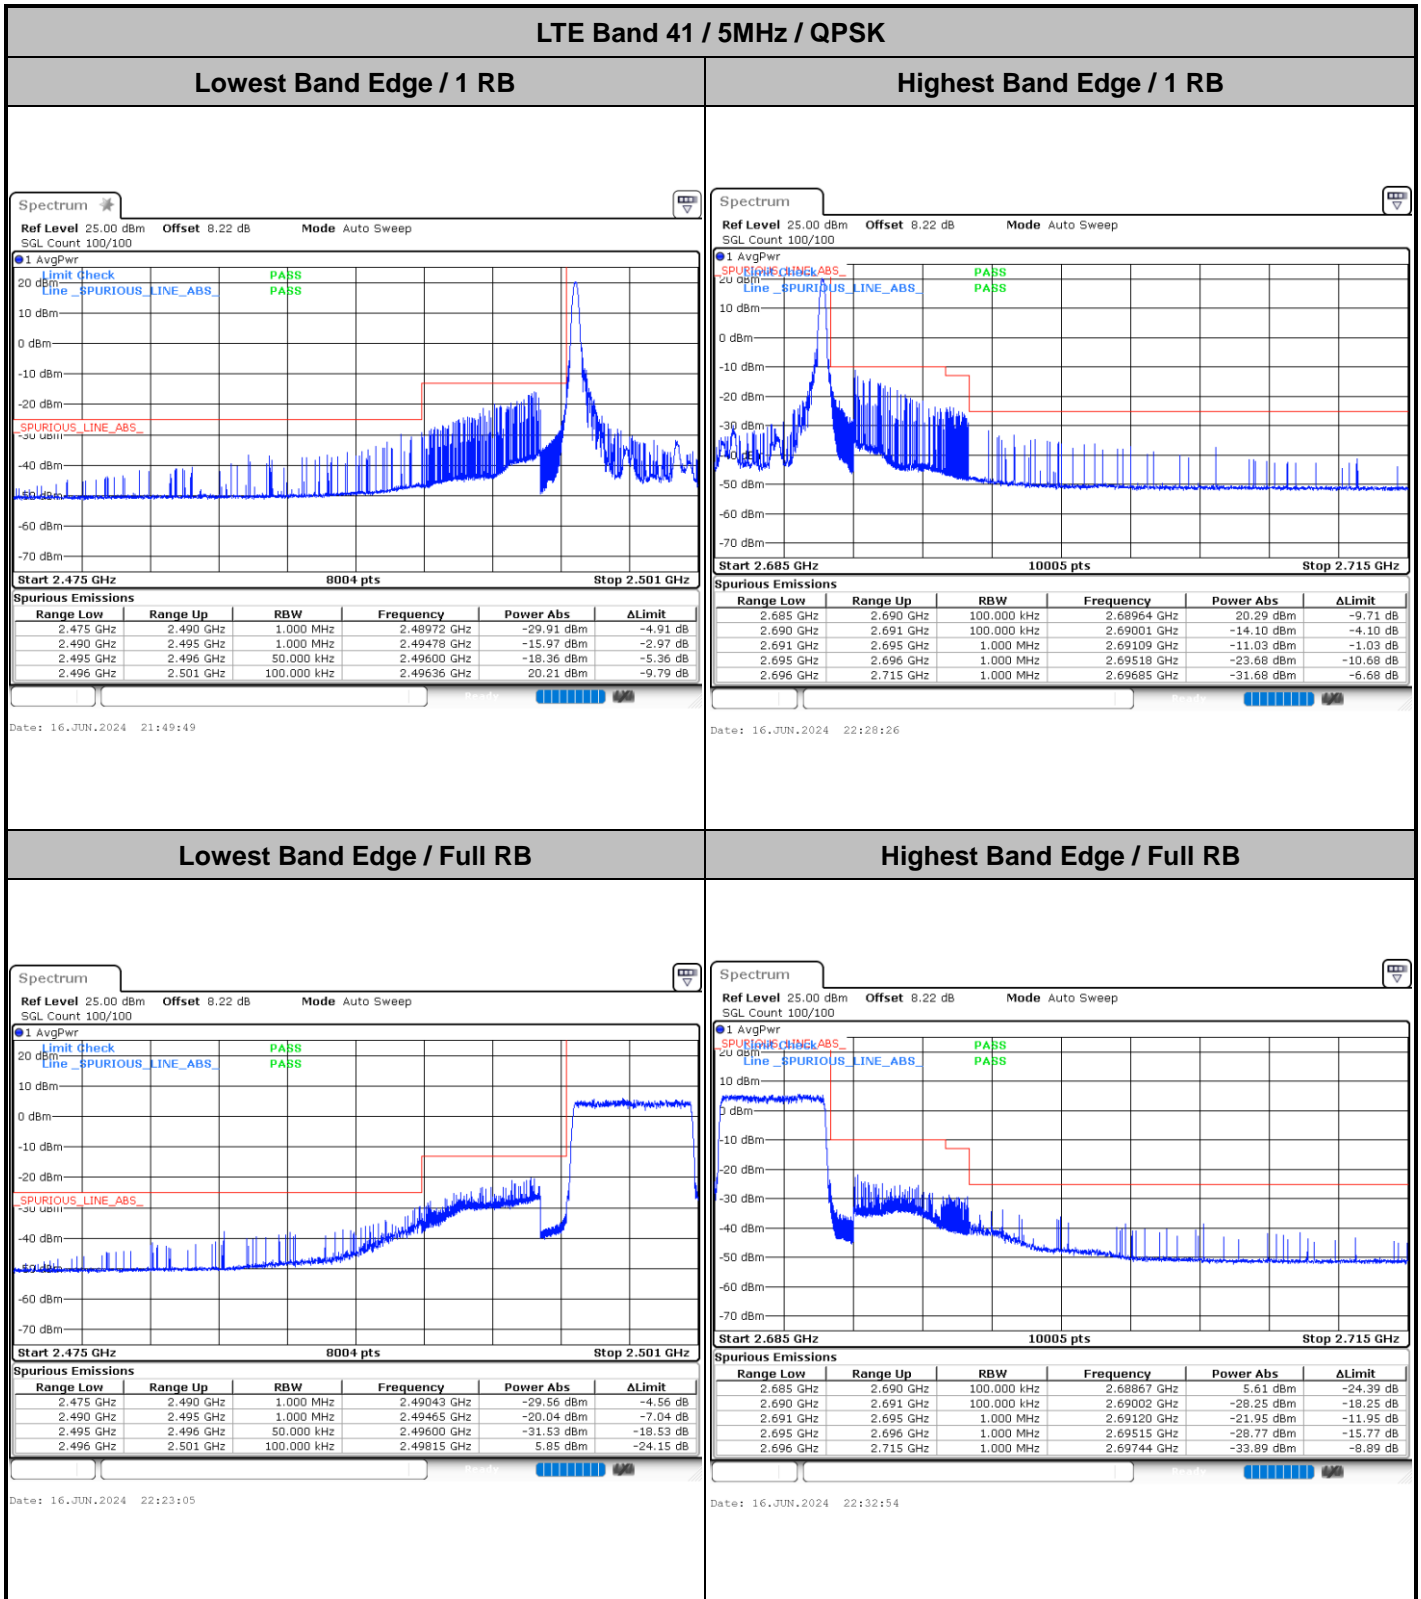 LTE Band 41 / 5MHz / QPSK
Lowest Band Edge / 1 RB
Highest Band Edge / 1 RB
Spectrum
Ref Level 25.00 dBm Offset 8.22 dB Mode Auto Sweep
SGL Count 100/100
1 AvgPwr
Limit Check PASS
20 dBm
Line _SPURIOUS_LINE_ABS_ PASS
10 dBm
0 dBm
-10 dBm
-20 dBm
_SPURIOUS_LINE_ABS_
-30 dBm
-40 dBm
-50 dBm
-60 dBm
-70 dBm
Start 2.475 GHz 8004 pts Stop 2.501 GHz
Spurious Emissions
Range Low Range Up RBW Frequency Power Abs ΔLimit
2.475 GHz 2.490 GHz 1.000 MHz 2.48972 GHz -29.91 dBm -4.91 dB
2.490 GHz 2.495 GHz 1.000 MHz 2.49478 GHz -15.97 dBm -2.97 dB
2.495 GHz 2.496 GHz 50.000 kHz 2.49600 GHz -18.36 dBm -5.36 dB
2.496 GHz 2.501 GHz 100.000 kHz 2.49636 GHz 20.21 dBm -9.79 dB
Ready
Date: 16.JUN.2024 21:49:49
Spectrum
Ref Level 25.00 dBm Offset 8.22 dB Mode Auto Sweep
SGL Count 100/100
1 AvgPwr
_SPURIOUS_LINE_ABS_
Limit Check PASS
20 dBm
Line _SPURIOUS_LINE_ABS_ PASS
10 dBm
0 dBm
-10 dBm
-20 dBm
-30 dBm
-40 dBm
-50 dBm
-60 dBm
-70 dBm
Start 2.685 GHz 10005 pts Stop 2.715 GHz
Spurious Emissions
Range Low Range Up RBW Frequency Power Abs ΔLimit
2.685 GHz 2.690 GHz 100.000 kHz 2.68964 GHz 20.29 dBm -9.71 dB
2.690 GHz 2.691 GHz 100.000 kHz 2.69001 GHz -14.10 dBm -4.10 dB
2.691 GHz 2.695 GHz 1.000 MHz 2.69109 GHz -11.03 dBm -1.03 dB
2.695 GHz 2.696 GHz 1.000 MHz 2.69518 GHz -23.68 dBm -10.68 dB
2.696 GHz 2.715 GHz 1.000 MHz 2.69685 GHz -31.68 dBm -6.68 dB
Ready
Date: 16.JUN.2024 22:28:26
Lowest Band Edge / Full RB
Highest Band Edge / Full RB
Spectrum
Ref Level 25.00 dBm Offset 8.22 dB Mode Auto Sweep
SGL Count 100/100
1 AvgPwr
Limit Check PASS
20 dBm
Line _SPURIOUS_LINE_ABS_ PASS
10 dBm
0 dBm
-10 dBm
-20 dBm
_SPURIOUS_LINE_ABS_
-30 dBm
-40 dBm
-50 dBm
-60 dBm
-70 dBm
Start 2.475 GHz 8004 pts Stop 2.501 GHz
Spurious Emissions
Range Low Range Up RBW Frequency Power Abs ΔLimit
2.475 GHz 2.490 GHz 1.000 MHz 2.49043 GHz -29.56 dBm -4.56 dB
2.490 GHz 2.495 GHz 1.000 MHz 2.49465 GHz -20.04 dBm -7.04 dB
2.495 GHz 2.496 GHz 50.000 kHz 2.49600 GHz -31.53 dBm -18.53 dB
2.496 GHz 2.501 GHz 100.000 kHz 2.49815 GHz 5.85 dBm -24.15 dB
Ready
Date: 16.JUN.2024 22:23:05
Spectrum
Ref Level 25.00 dBm Offset 8.22 dB Mode Auto Sweep
SGL Count 100/100
1 AvgPwr
_SPURIOUS_LINE_ABS_
Limit Check PASS
20 dBm
Line _SPURIOUS_LINE_ABS_ PASS
10 dBm
0 dBm
-10 dBm
-20 dBm
-30 dBm
-40 dBm
-50 dBm
-60 dBm
-70 dBm
Start 2.685 GHz 10005 pts Stop 2.715 GHz
Spurious Emissions
Range Low Range Up RBW Frequency Power Abs ΔLimit
2.685 GHz 2.690 GHz 100.000 kHz 2.68867 GHz 5.61 dBm -24.39 dB
2.690 GHz 2.691 GHz 100.000 kHz 2.69002 GHz -28.25 dBm -18.25 dB
2.691 GHz 2.695 GHz 1.000 MHz 2.69120 GHz -21.95 dBm -11.95 dB
2.695 GHz 2.696 GHz 1.000 MHz 2.69515 GHz -28.77 dBm -15.77 dB
2.696 GHz 2.715 GHz 1.000 MHz 2.69744 GHz -33.89 dBm -8.89 dB
Ready
Date: 16.JUN.2024 22:32:54